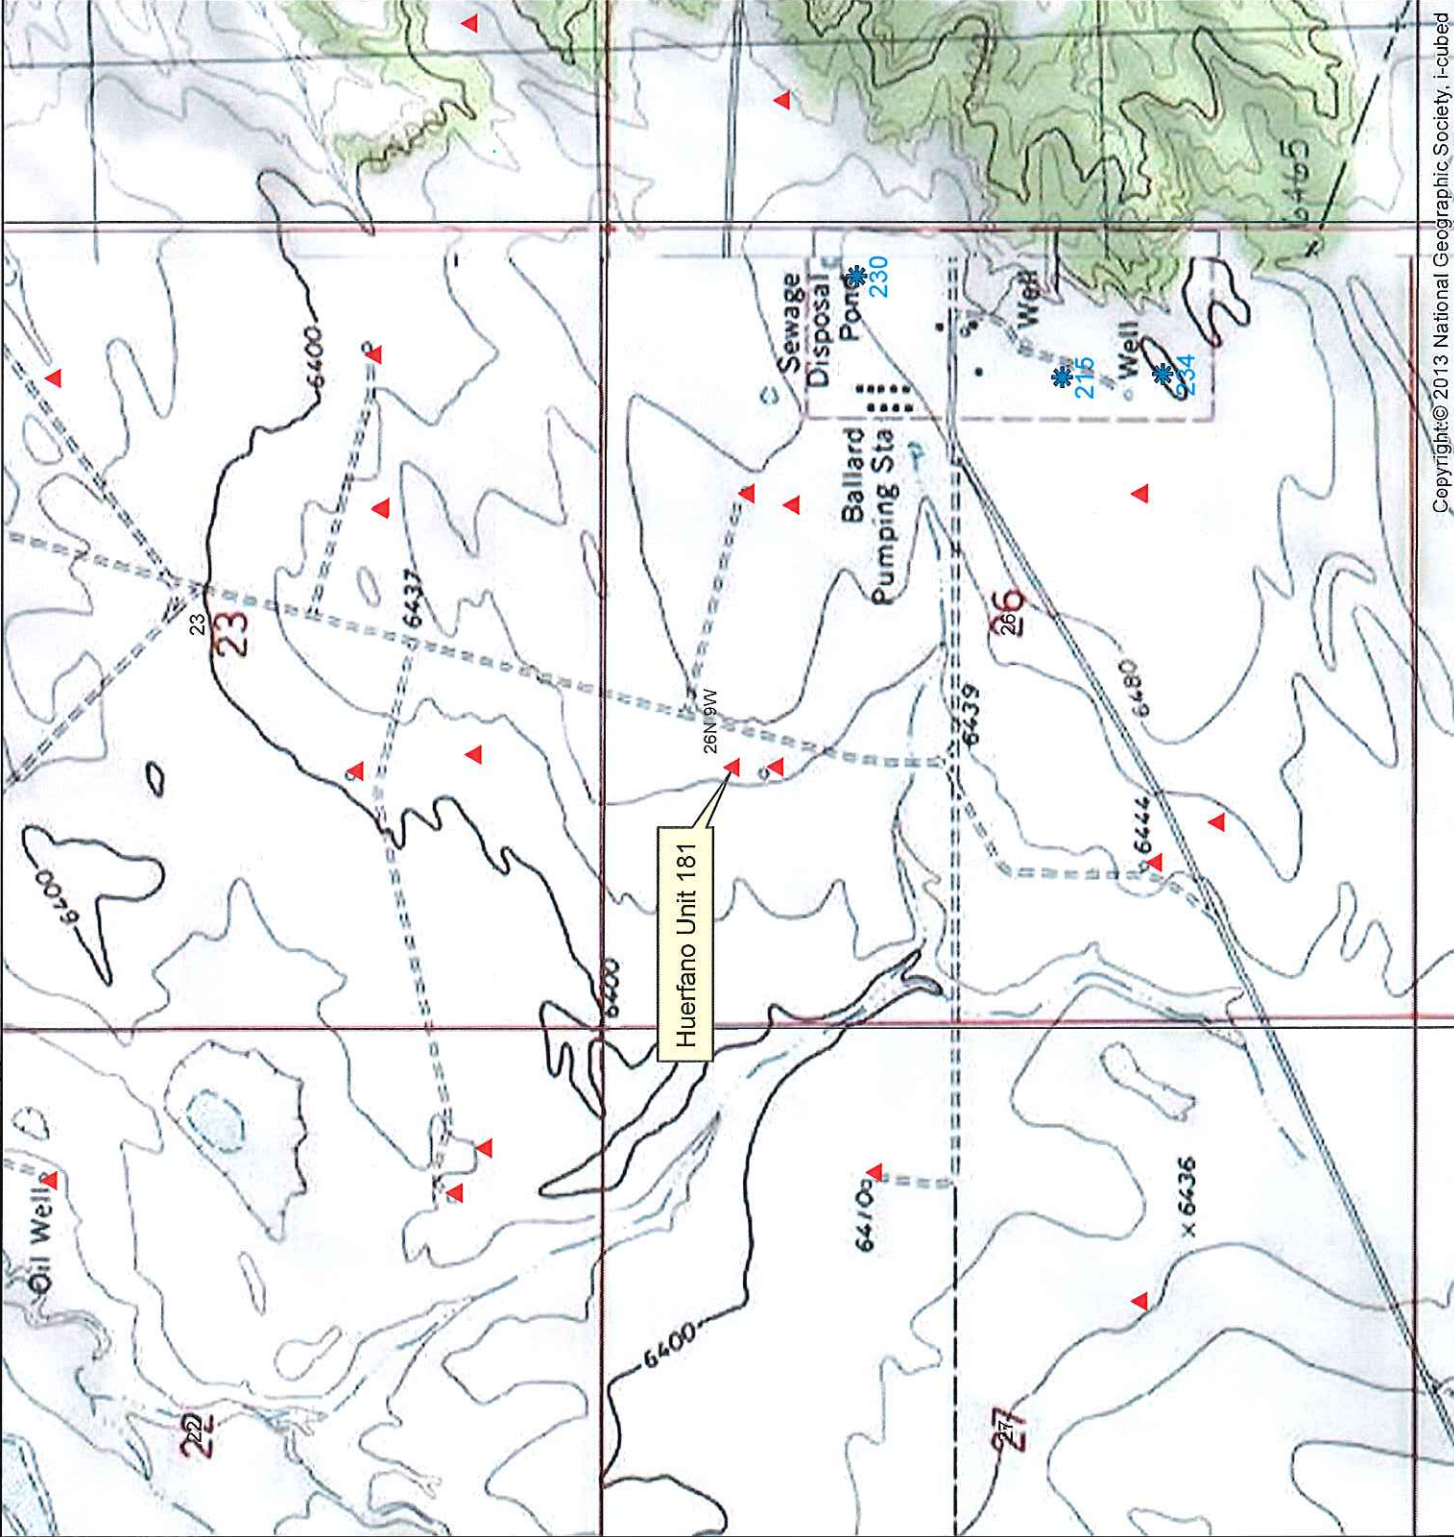 Copyright:© 2013 National Geographic Society, i-cubed
6465
Sewage
Disposal
Pond
230
Well
215
Well
234
6400
Ballard
Pumping Sta
6437
23
23
26
26
6439
6480
26N 9W
6444
Huerfano Unit 181
6400
6400
Oil Well
6410
x 6436
6400
22
22
27
27